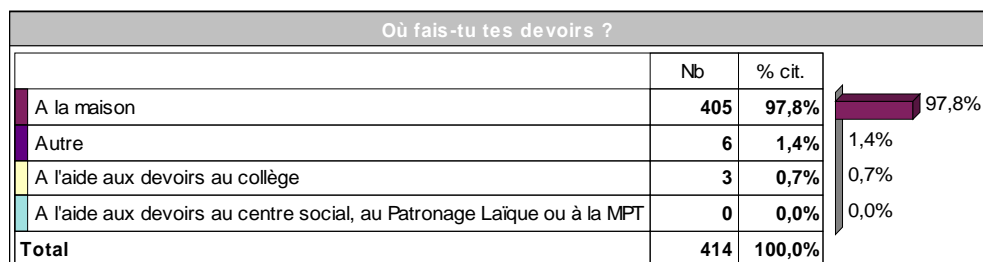 Où fais-tu tes devoirs ?
Nb % cit.
A la maison 405 97,8% 97,8%
Autre 6 1,4% 1,4%
A l'aide aux devoirs au collège 3 0,7% 0,7%
A l'aide aux devoirs au centre social, au Patronage Laïque ou à la MPT 0 0,0% 0,0%
Total 414 100,0%